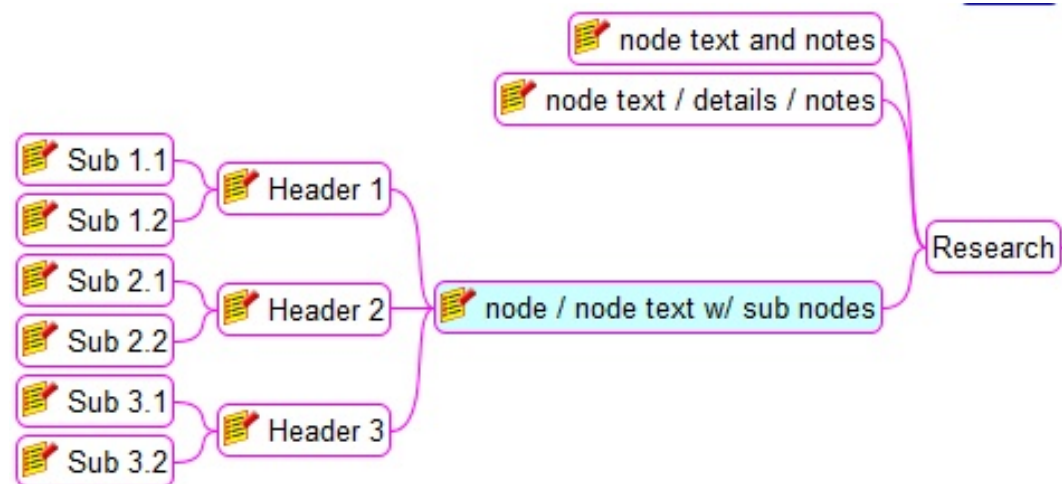 node text and notes
node text / details / notes
Sub 1.1
Header 1
Sub 1.2
Research
Sub 2.1
Header 2
node / node text w/ sub nodes
Sub 2.2
Sub 3.1
Header 3
Sub 3.2